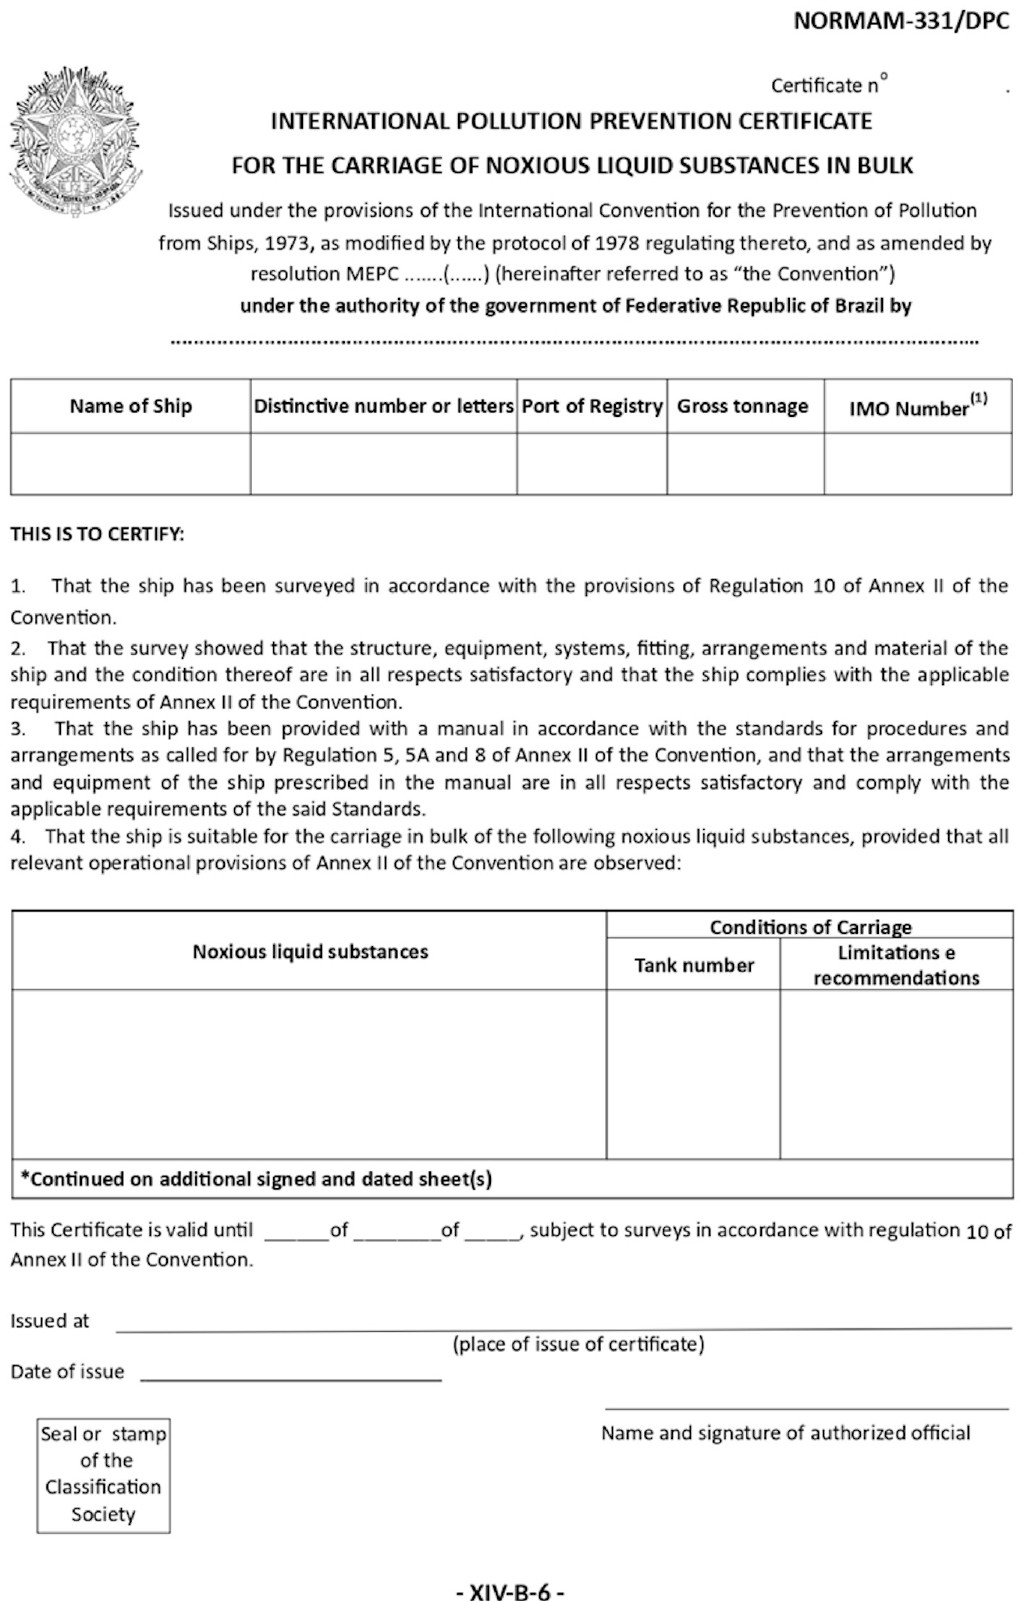 NORMAM-331/DPC
Certificate nº .
INTERNATIONAL POLLUTION PREVENTION CERTIFICATE
FOR THE CARRIAGE OF NOXIOUS LIQUID SUBSTANCES IN BULK
Issued under the provisions of the International Convention for the Prevention of Pollution
from Ships, 1973, as modified by the protocol of 1978 regulating thereto, and as amended by
resolution MEPC .......(......) (hereinafter referred to as “the Convention”)
under the authority of the government of Federative Republic of Brazil by
..........................................................................................................................................
Name of Ship Distinctive number or letters Port of Registry Gross tonnage IMO Number(1)
THIS IS TO CERTIFY:
1. That the ship has been surveyed in accordance with the provisions of Regulation 10 of Annex II of the
Convention.
2. That the survey showed that the structure, equipment, systems, fitting, arrangements and material of the
ship and the condition thereof are in all respects satisfactory and that the ship complies with the applicable
requirements of Annex II of the Convention.
3. That the ship has been provided with a manual in accordance with the standards for procedures and
arrangements as called for by Regulation 5, 5A and 8 of Annex II of the Convention, and that the arrangements
and equipment of the ship prescribed in the manual are in all respects satisfactory and comply with the
applicable requirements of the said Standards.
4. That the ship is suitable for the carriage in bulk of the following noxious liquid substances, provided that all
relevant operational provisions of Annex II of the Convention are observed:
Noxious liquid substances
Conditions of Carriage
Tank number
Limitations e
recommendations
*Continued on additional signed and dated sheet(s)
This Certificate is valid until ______of ________of _____, subject to surveys in accordance with regulation 10 of
Annex II of the Convention.
Issued at
(place of issue of certificate)
Date of issue
Name and signature of authorized official
Seal or stamp
of the
Classification
Society
- XIV-B-6 -